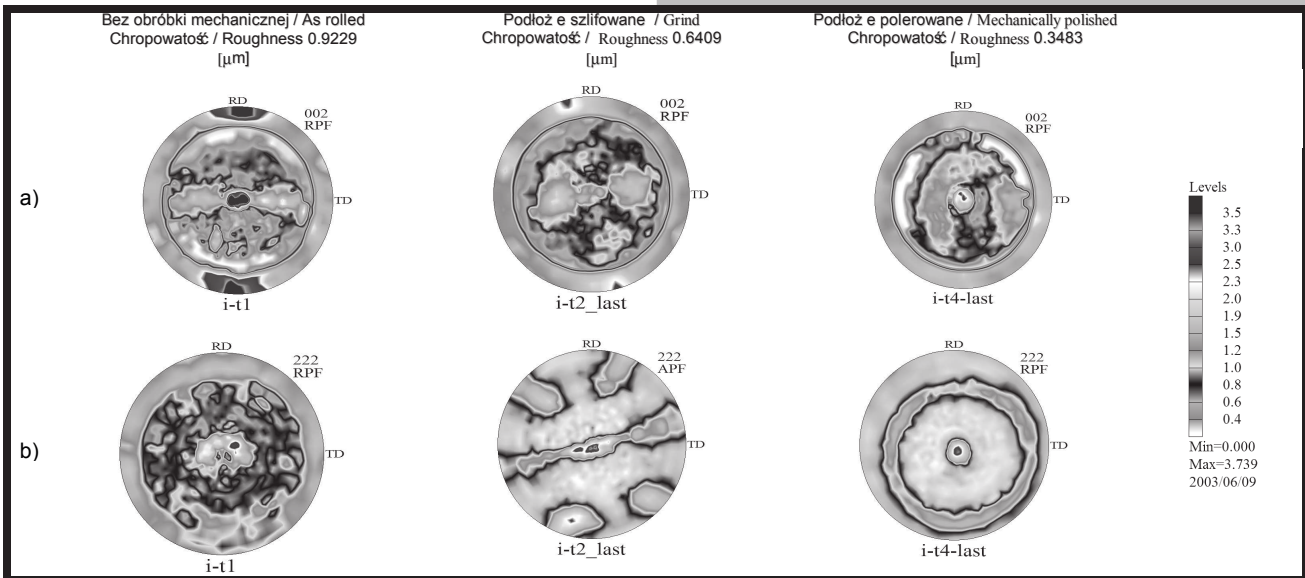 Bez obróbki mechanicznej / As rolled
Chropowatość / Roughness 0.9229
[μm]
Podłoż e szlifowane / Grind
Chropowatość / Roughness 0.6409
[μm]
Podłoż e polerowane / Mechanically polished
Chropowatość / Roughness 0.3483
[μm]
a)
RD
002
RPF
TD
i-t1
RD
002
RPF
TD
i-t2_last
RD
002
RPF
TD
i-t4-last
b)
RD
222
RPF
TD
i-t1
RD
222
APF
TD
i-t2_last
RD
222
RPF
TD
i-t4-last
Levels
3.5
3.3
3.0
2.5
2.3
2.0
1.9
1.5
1.2
1.0
0.8
0.6
0.4
Min=0.000
Max=3.739
2003/06/09